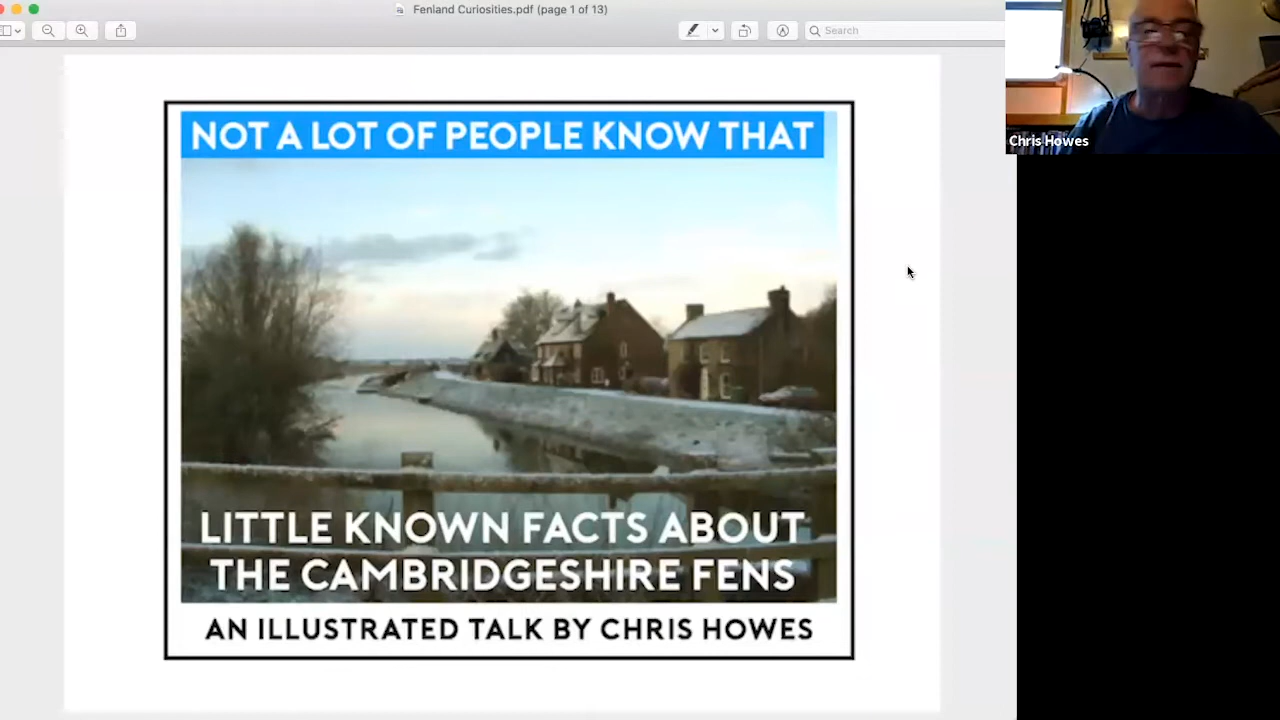 Fenland Curiosities.pdf (page 1 of 13)
Search
NOT A LOT OF PEOPLE KNOW THAT
LITTLE KNOWN FACTS ABOUT
THE CAMBRIDGESHIRE FENS
AN ILLUSTRATED TALK BY CHRIS HOWES
Chris Howes